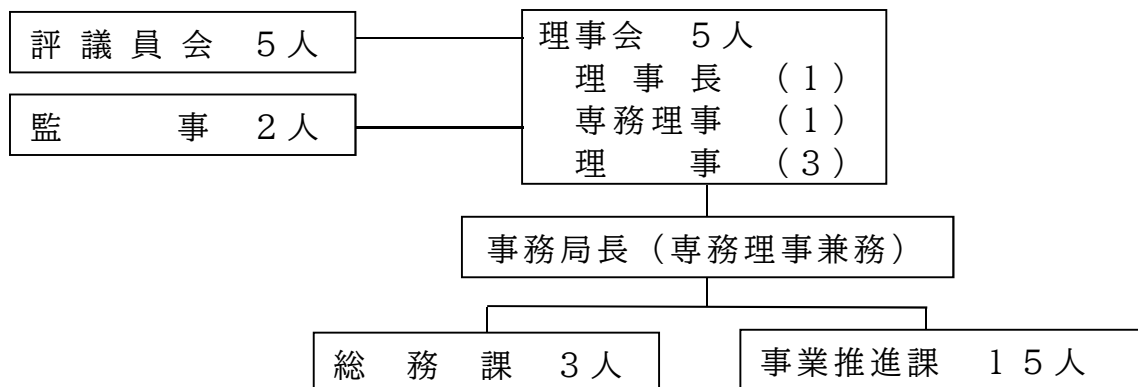 評議員会　５人
監　　　事　２人
理事会　５人
理事長　（１）
専務理事　（１）
理　　事　（３）
事務局長（専務理事兼務）
総　務　課　３人
事業推進課　１５人